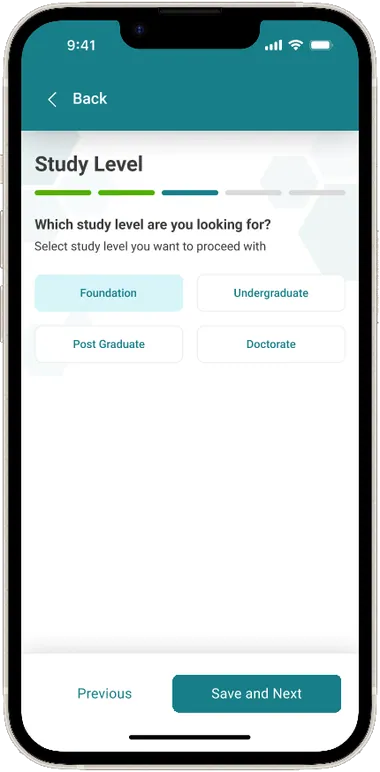 9:41
Back
Study Level
Which study level are you looking for?
Select study level you want to proceed with
Foundation
Undergraduate
Post Graduate
Doctorate
Previous
Save and Next